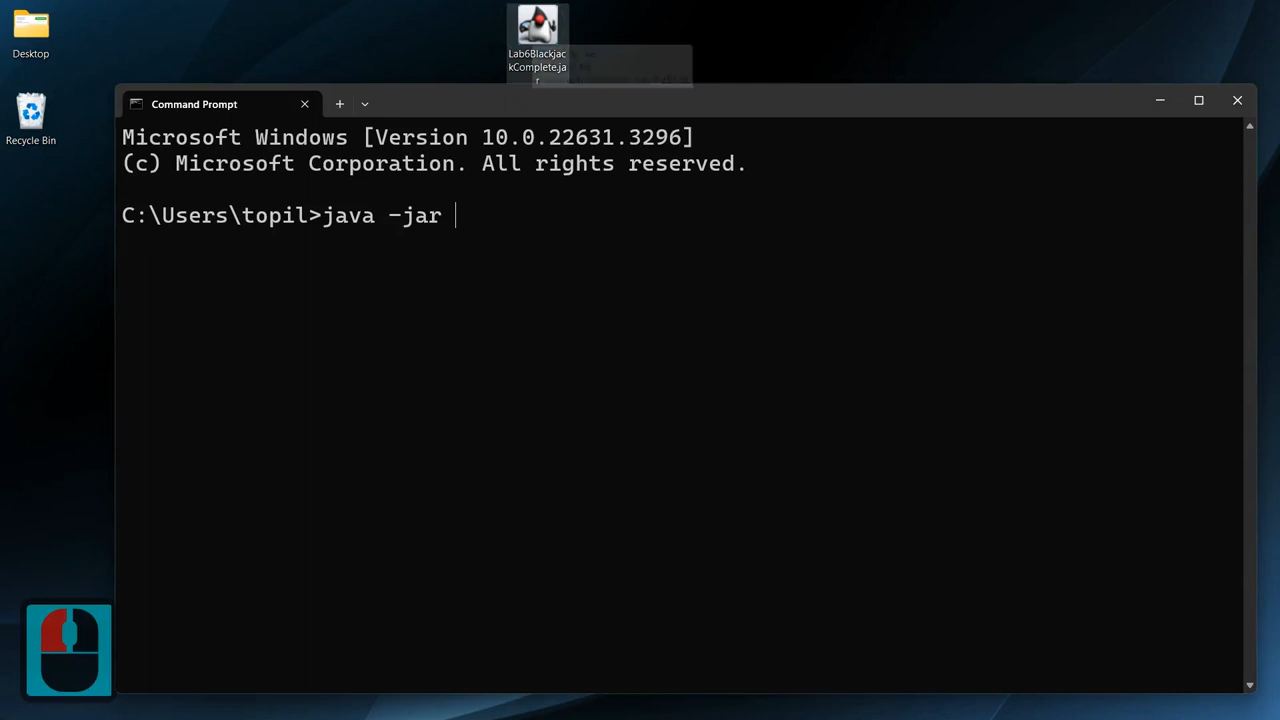 Desktop
Recycle Bin
Lab6Blackjac
kComplete.ja
r
Command Prompt
Microsoft Windows [Version 10.0.22631.3296]
(c) Microsoft Corporation. All rights reserved.
C:\Users\topil>java -jar